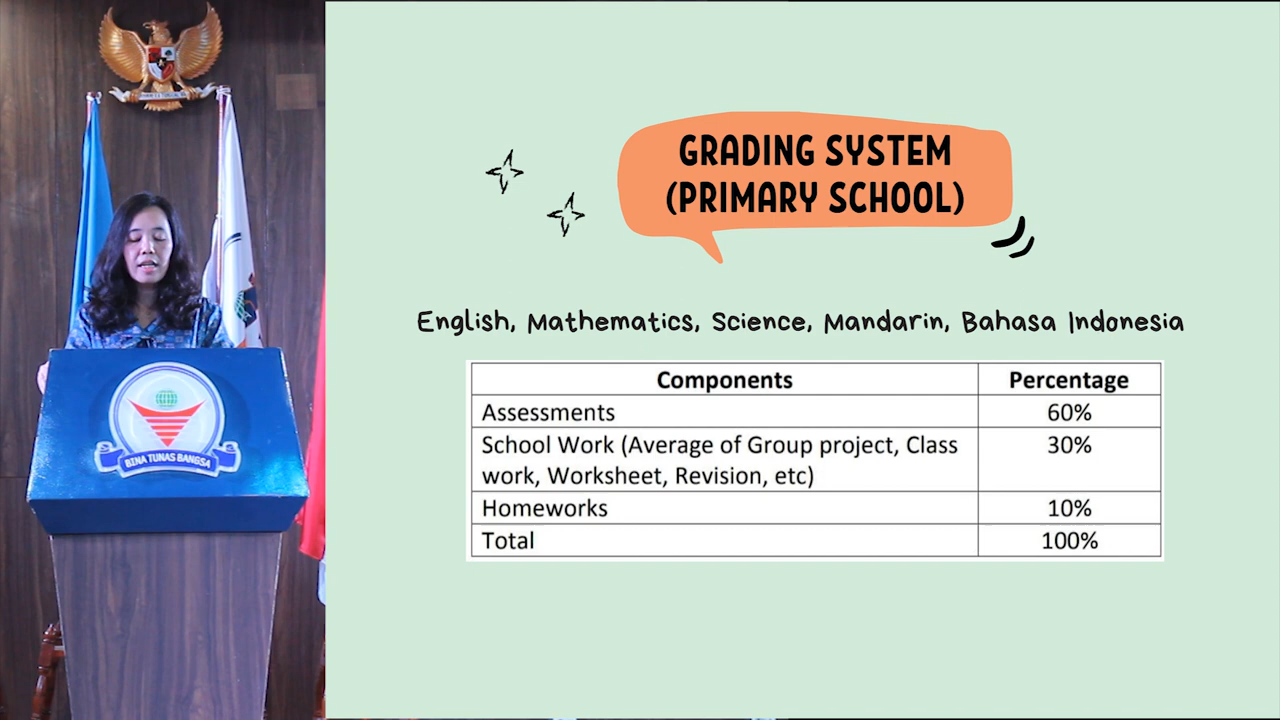 GRADING SYSTEM
(PRIMARY SCHOOL)
English, Mathematics, Science, Mandarin, Bahasa Indonesia
Components Percentage
Assessments 60%
School Work (Average of Group project, Class 30%
work, Worksheet, Revision, etc)
Homeworks 10%
Total 100%
BINA TUNAS BANGSA